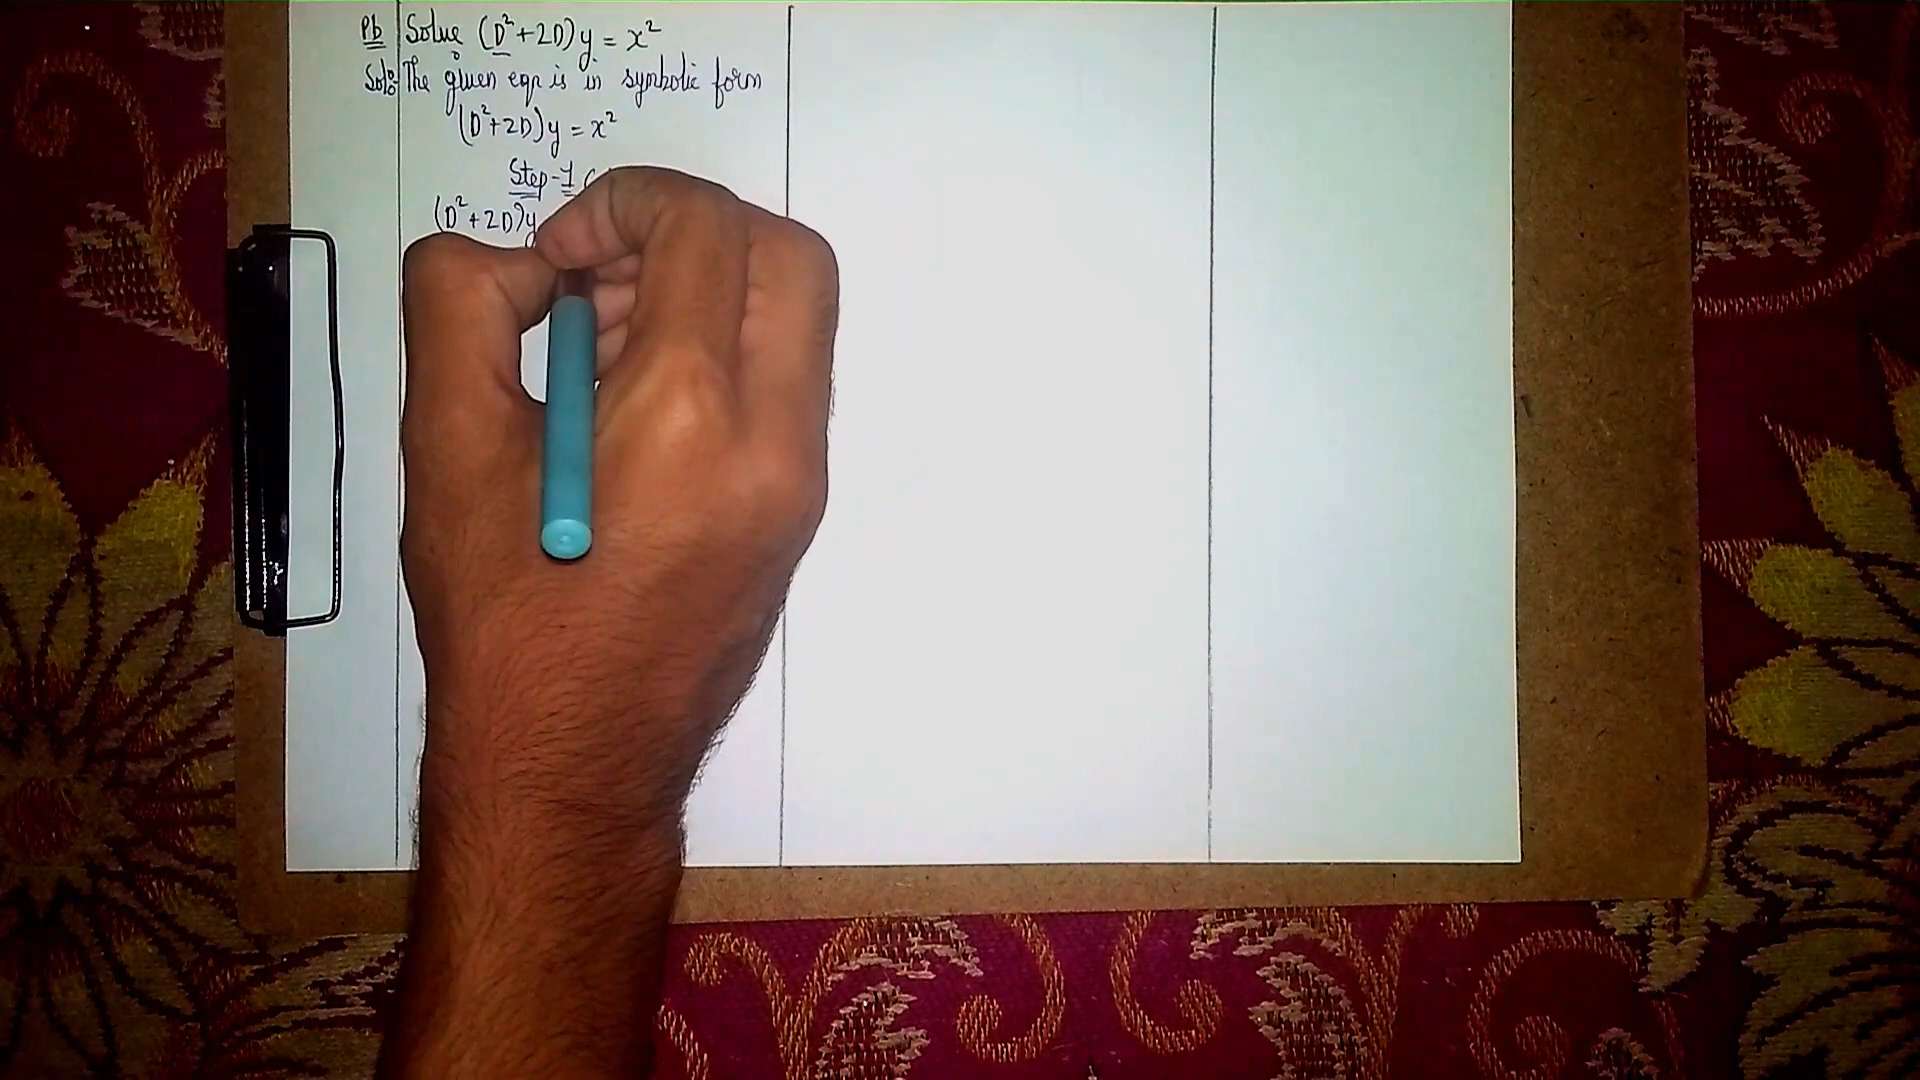 Pb Solve (D²+2D)y = x²
Sol: The given eqn is in symbolic form
(D²+2D)y = x²
Step-1 (
(D²+2D)y